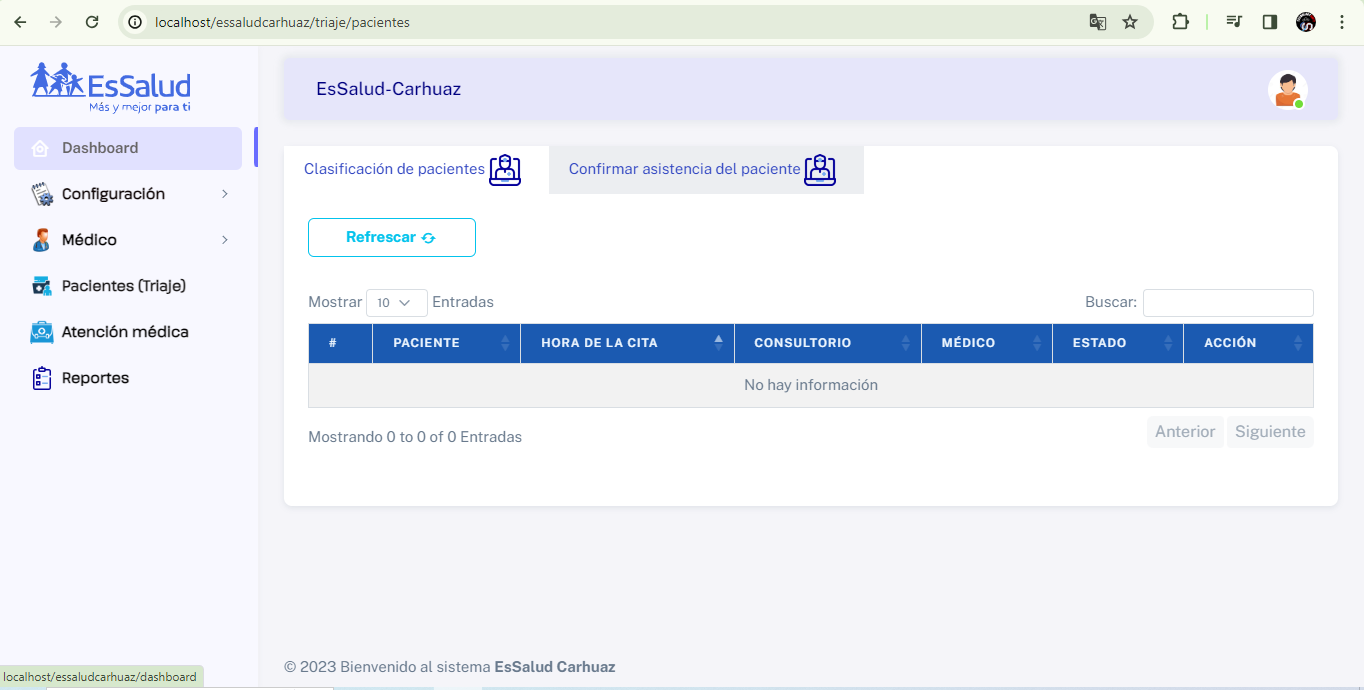 localhost/essaludcarhuaz/triaje/pacientes
EsSalud
Más y mejor para ti
EsSalud-Carhuaz
Dashboard
Configuración
Médico
Pacientes (Triaje)
Atención médica
Reportes
Clasificación de pacientes
Confirmar asistencia del paciente
Refrescar
Mostrar 10 Entradas
Buscar:
# PACIENTE HORA DE LA CITA CONSULTORIO MÉDICO ESTADO ACCIÓN
No hay información
Mostrando 0 to 0 of 0 Entradas
Anterior Siguiente
© 2023 Bienvenido al sistema EsSalud Carhuaz
localhost/essaludcarhuaz/dashboard